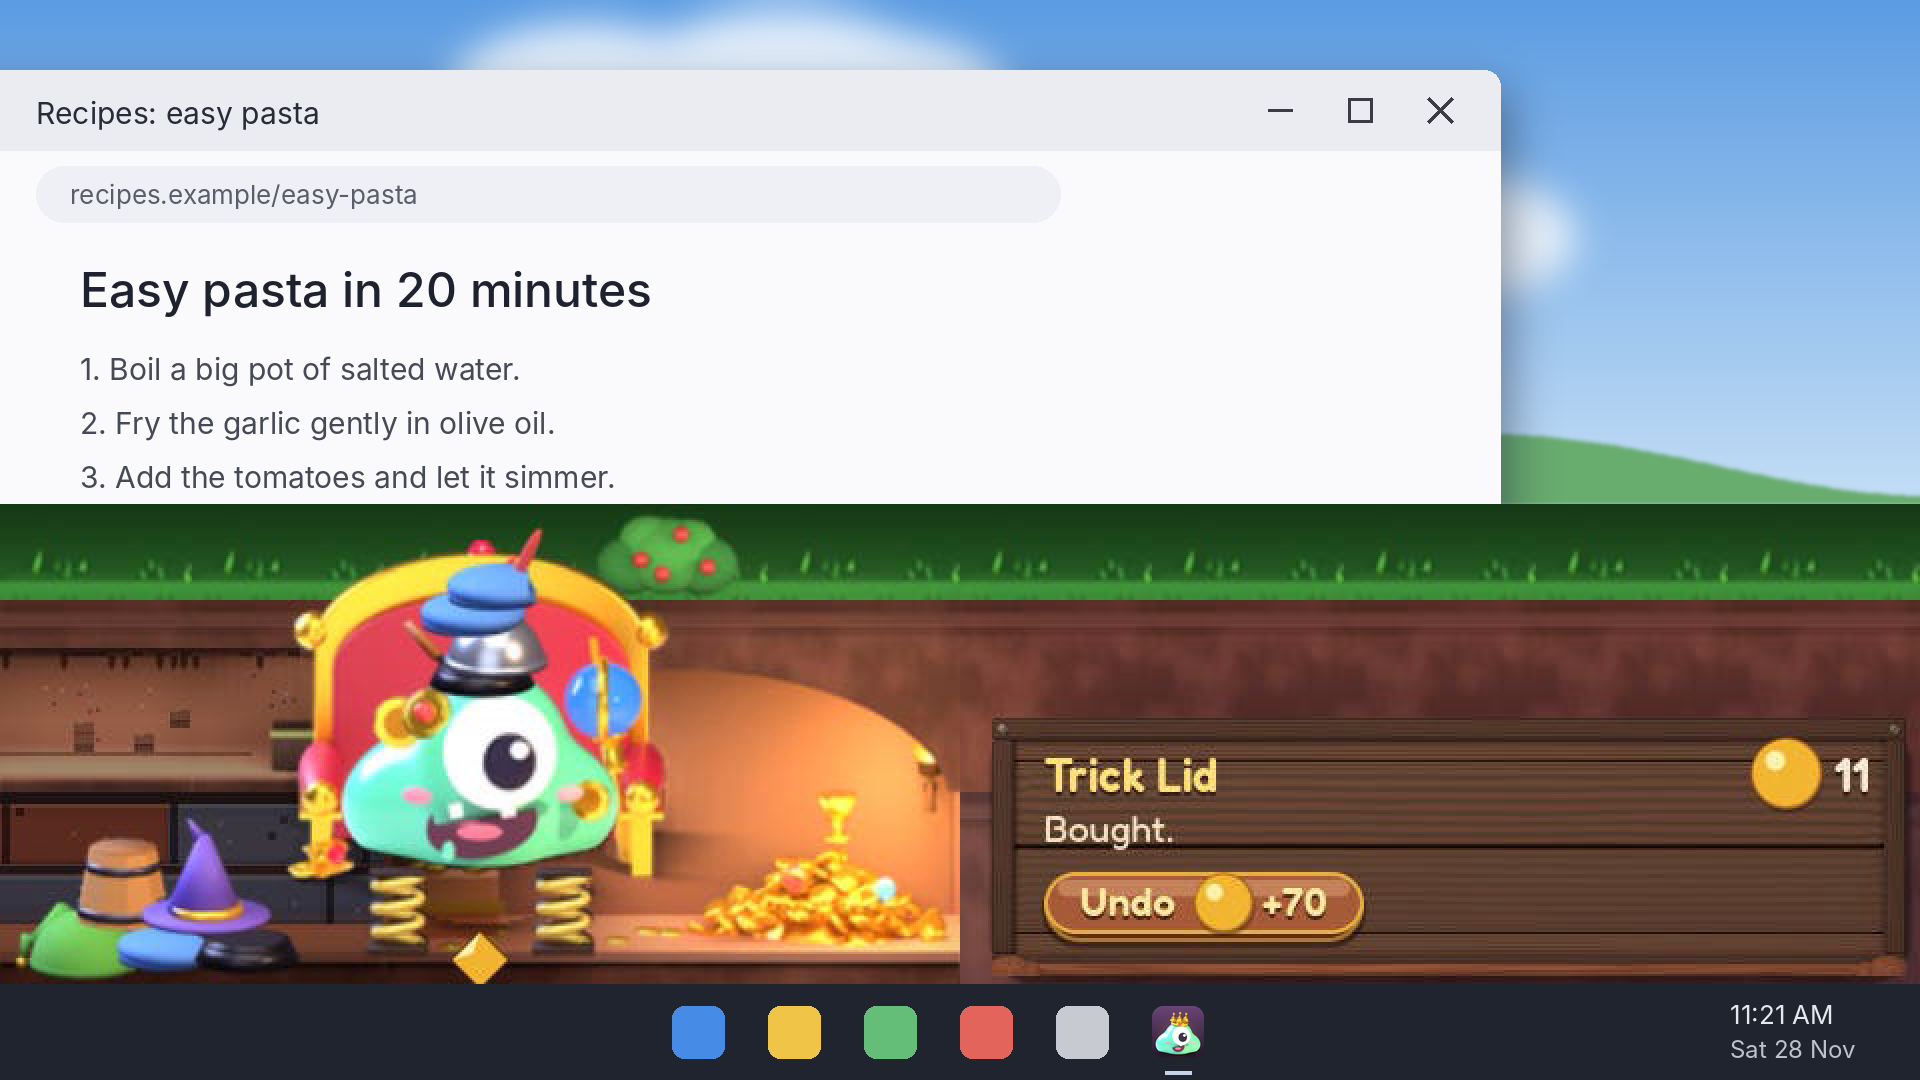 Recipes: easy pasta
recipes.example/easy-pasta
Easy pasta in 20 minutes
1. Boil a big pot of salted water.
2. Fry the garlic gently in olive oil.
3. Add the tomatoes and let it simmer.
Trick Lid
11
Bought.
Undo +70
11:21 AM
Sat 28 Nov